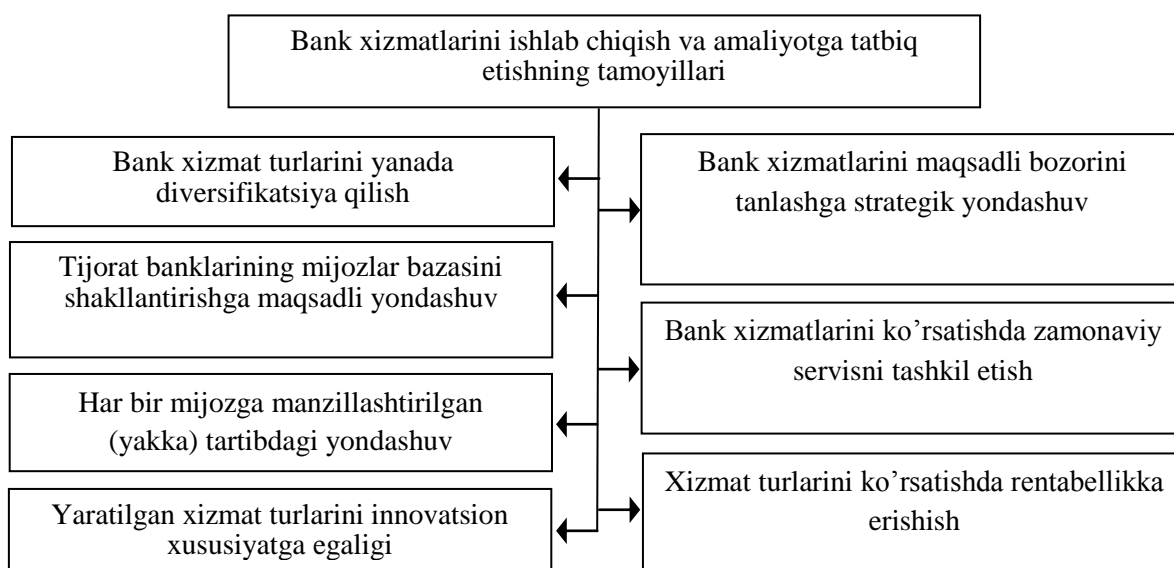 Bank xizmatlarini ishlab chiqish va amaliyotga tatbiq
etishning tamoyillari
Bank xizmat turlarini yanada
diversifikatsiya qilish
Tijorat banklarining mijozlar bazasini
shakllantirishga maqsadli yondashuv
Har bir mijozga manzillashtirilgan
(yakka) tartibdagi yondashuv
Yaratilgan xizmat turlarini innovatsion
xususiyatga egaligi
Bank xizmatlarini maqsadli bozorini
tanlashga strategik yondashuv
Bank xizmatlarini ko’rsatishda zamonaviy
servisni tashkil etish
Xizmat turlarini ko’rsatishda rentabellikka
erishish